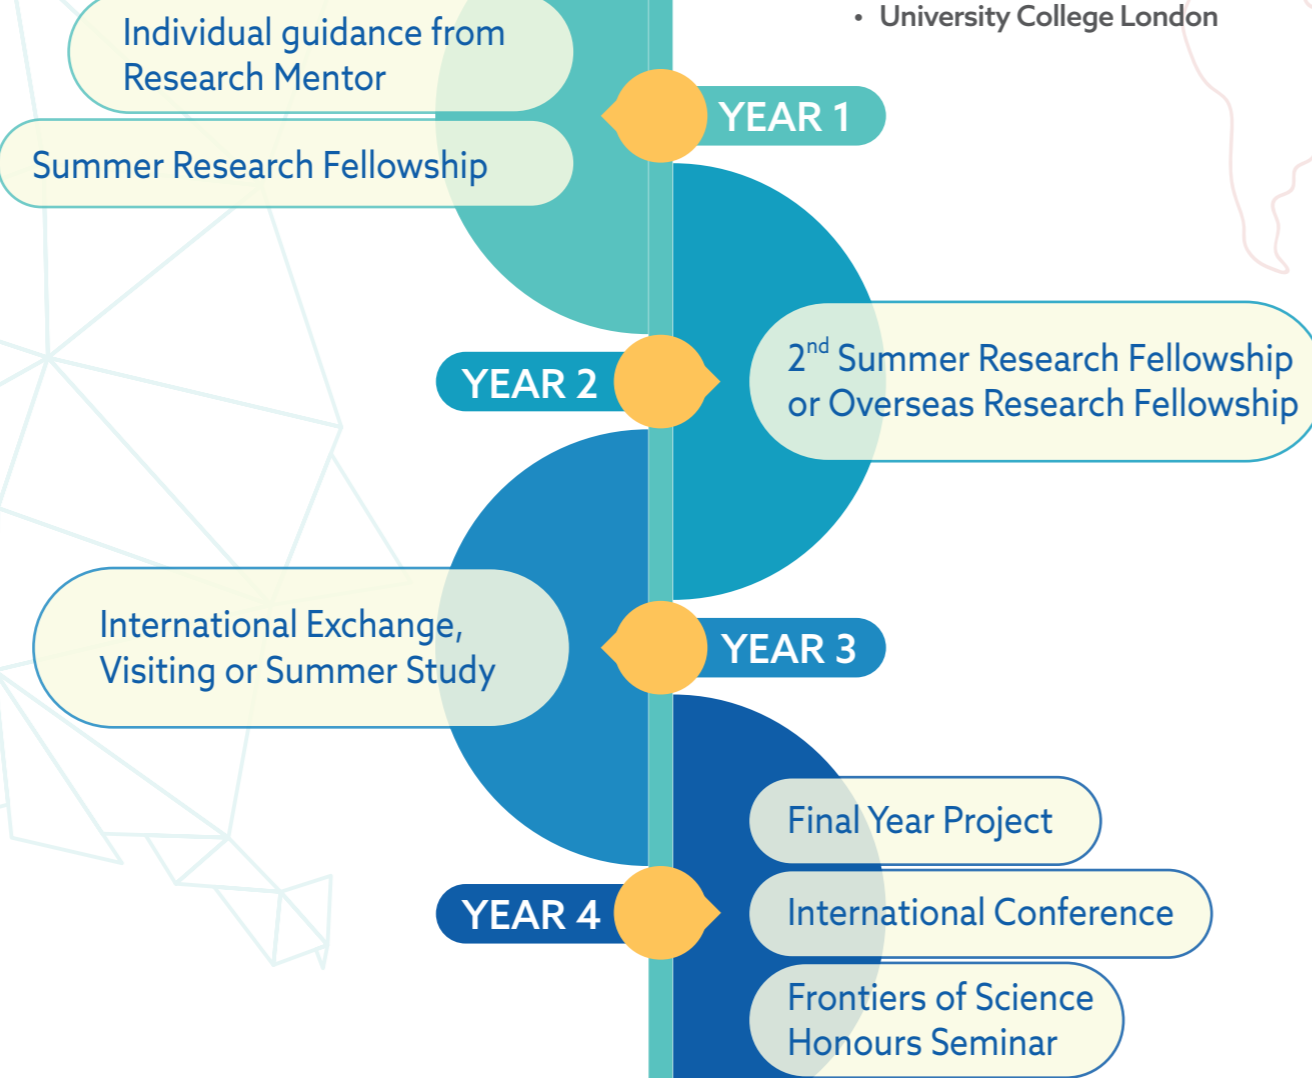 • University College London
Individual guidance from
Research Mentor
YEAR 1
Summer Research Fellowship
YEAR 2
2nd Summer Research Fellowship
or Overseas Research Fellowship
International Exchange,
Visiting or Summer Study
YEAR 3
Final Year Project
YEAR 4
International Conference
Frontiers of Science
Honours Seminar